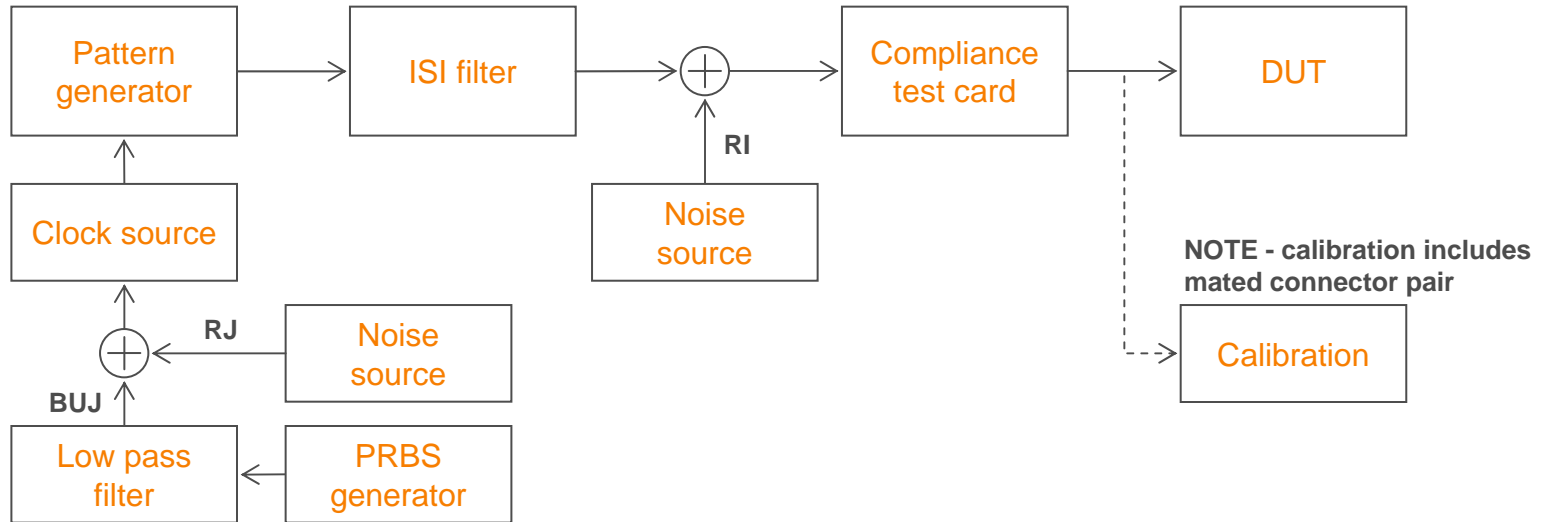 Pattern
generator
ISI filter
Compliance
test card
DUT
RI
Clock source
Noise
source
NOTE - calibration includes
mated connector pair
RJ
Noise
source
Calibration
BUJ
Low pass
filter
PRBS
generator